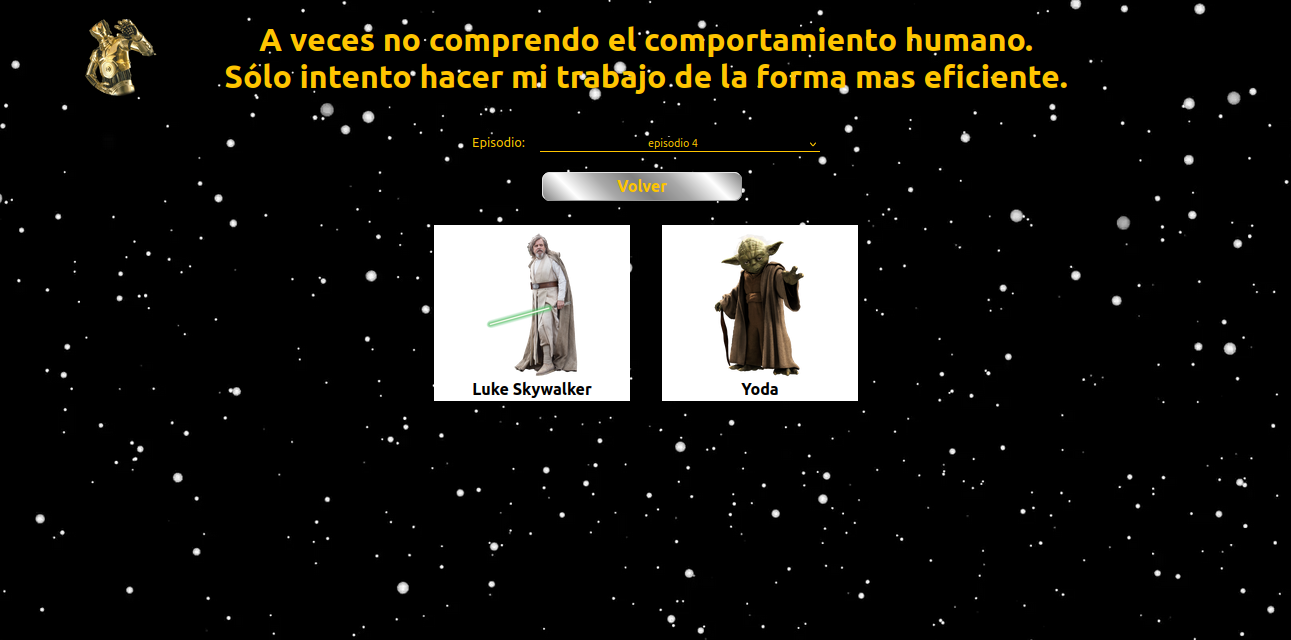 A veces no comprendo el comportamiento humano.
Sólo intento hacer mi trabajo de la forma mas eficiente.
Episodio: episodio 4
Volver
Luke Skywalker Yoda